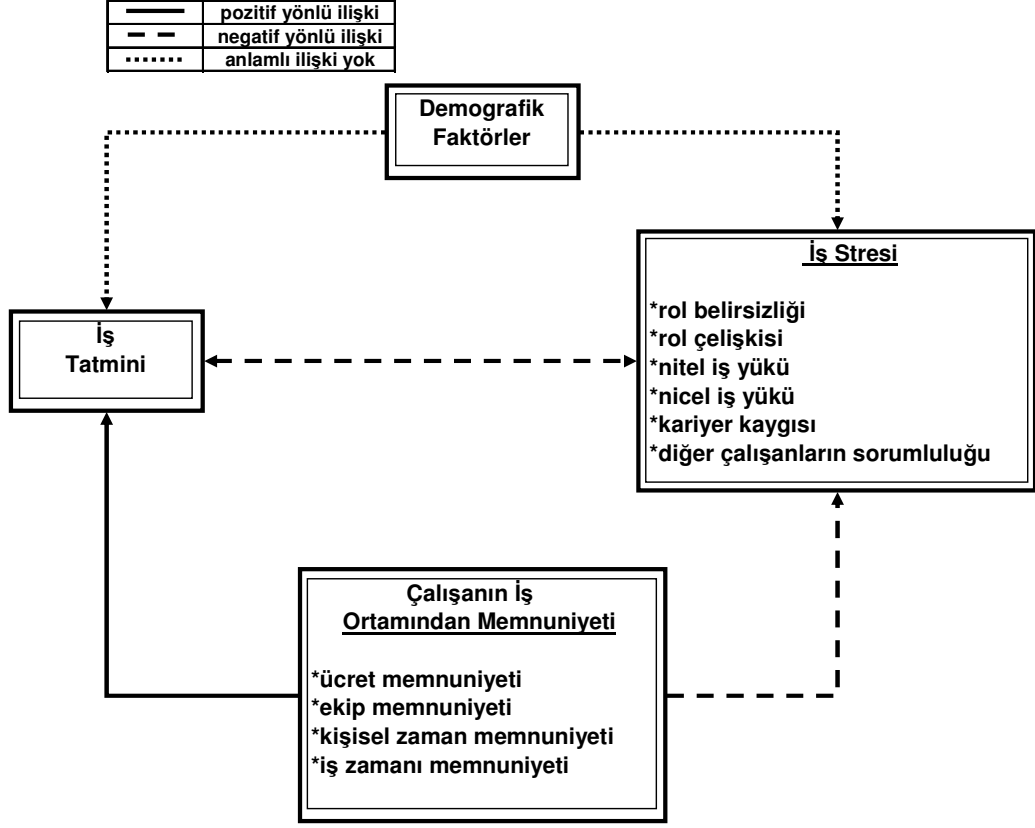 pozitif yönlü ilişki
negatif yönlü ilişki
anlamlı ilişki yok
Demografik
Faktörler
İş Stresi
*rol belirsizliği
*rol çelişkisi
*nitel iş yükü
*nicel iş yükü
*kariyer kaygısı
*diğer çalışanların sorumluluğu
İş
Tatmini
Çalışanın İş
Ortamından Memnuniyeti
*ücret memnuniyeti
*ekip memnuniyeti
*kişisel zaman memnuniyeti
*iş zamanı memnuniyeti